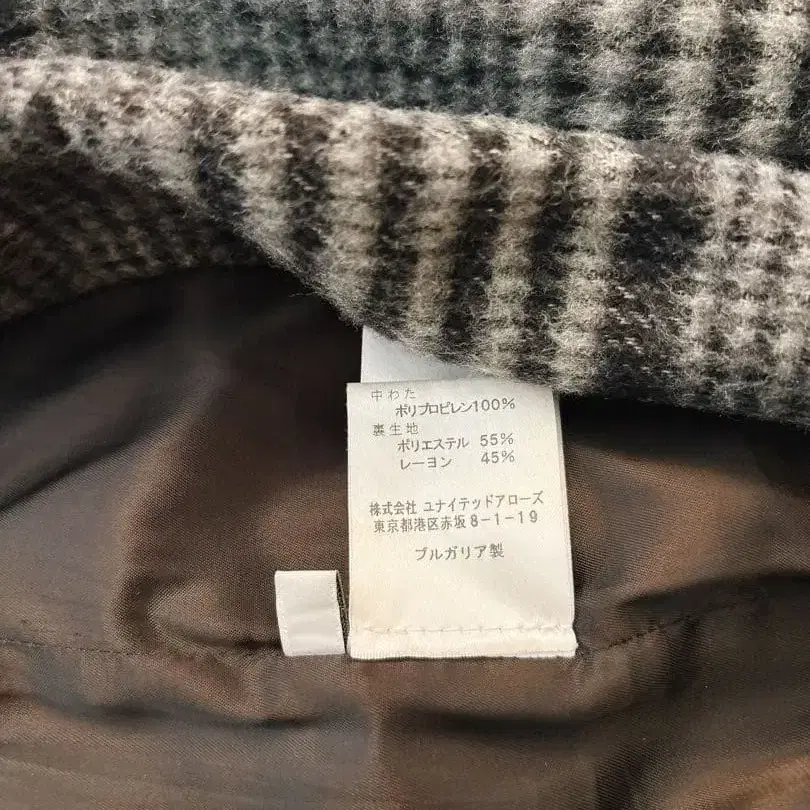 中わた
ポリプロピレン100%
裏生地
ポリエステル 55%
レーヨン 45%
株式会社 ユナイテッドアローズ
東京都港区赤坂8-1-19
ブルガリア製